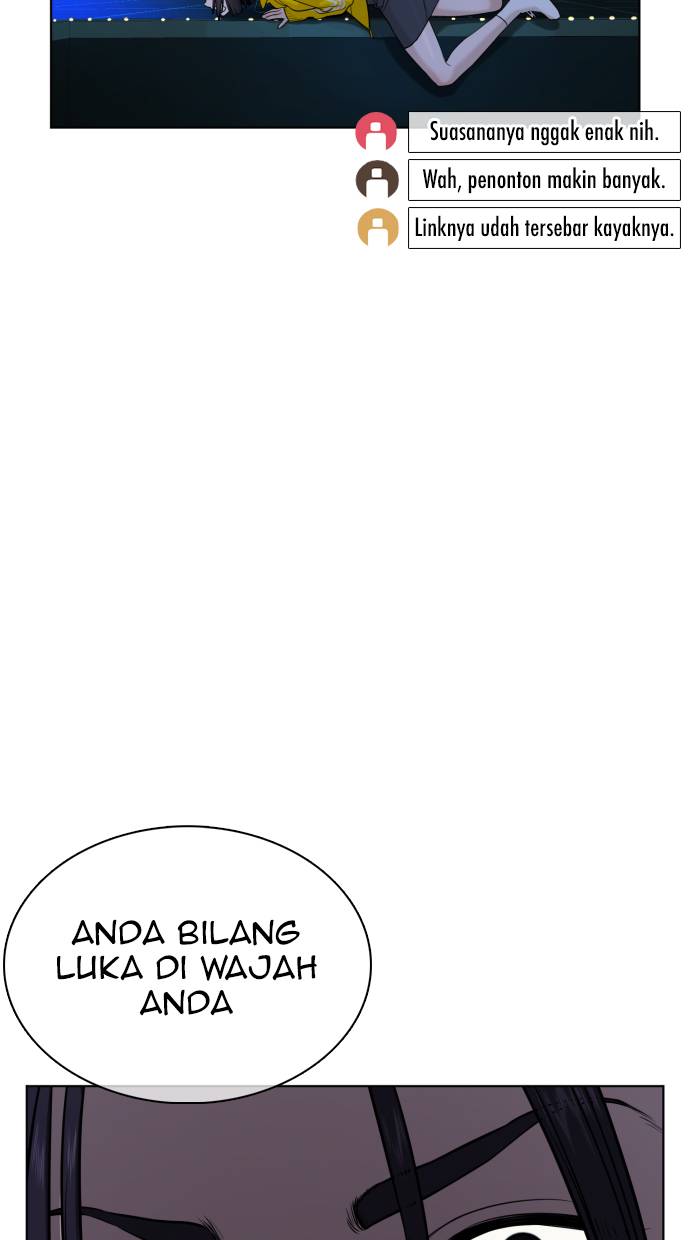 Suasananya nggak enak nih.
Wah, penonton makin banyak.
Linknya udah tersebar kayaknya.
ANDA BILANG
LUKA DI WAJAH
ANDA